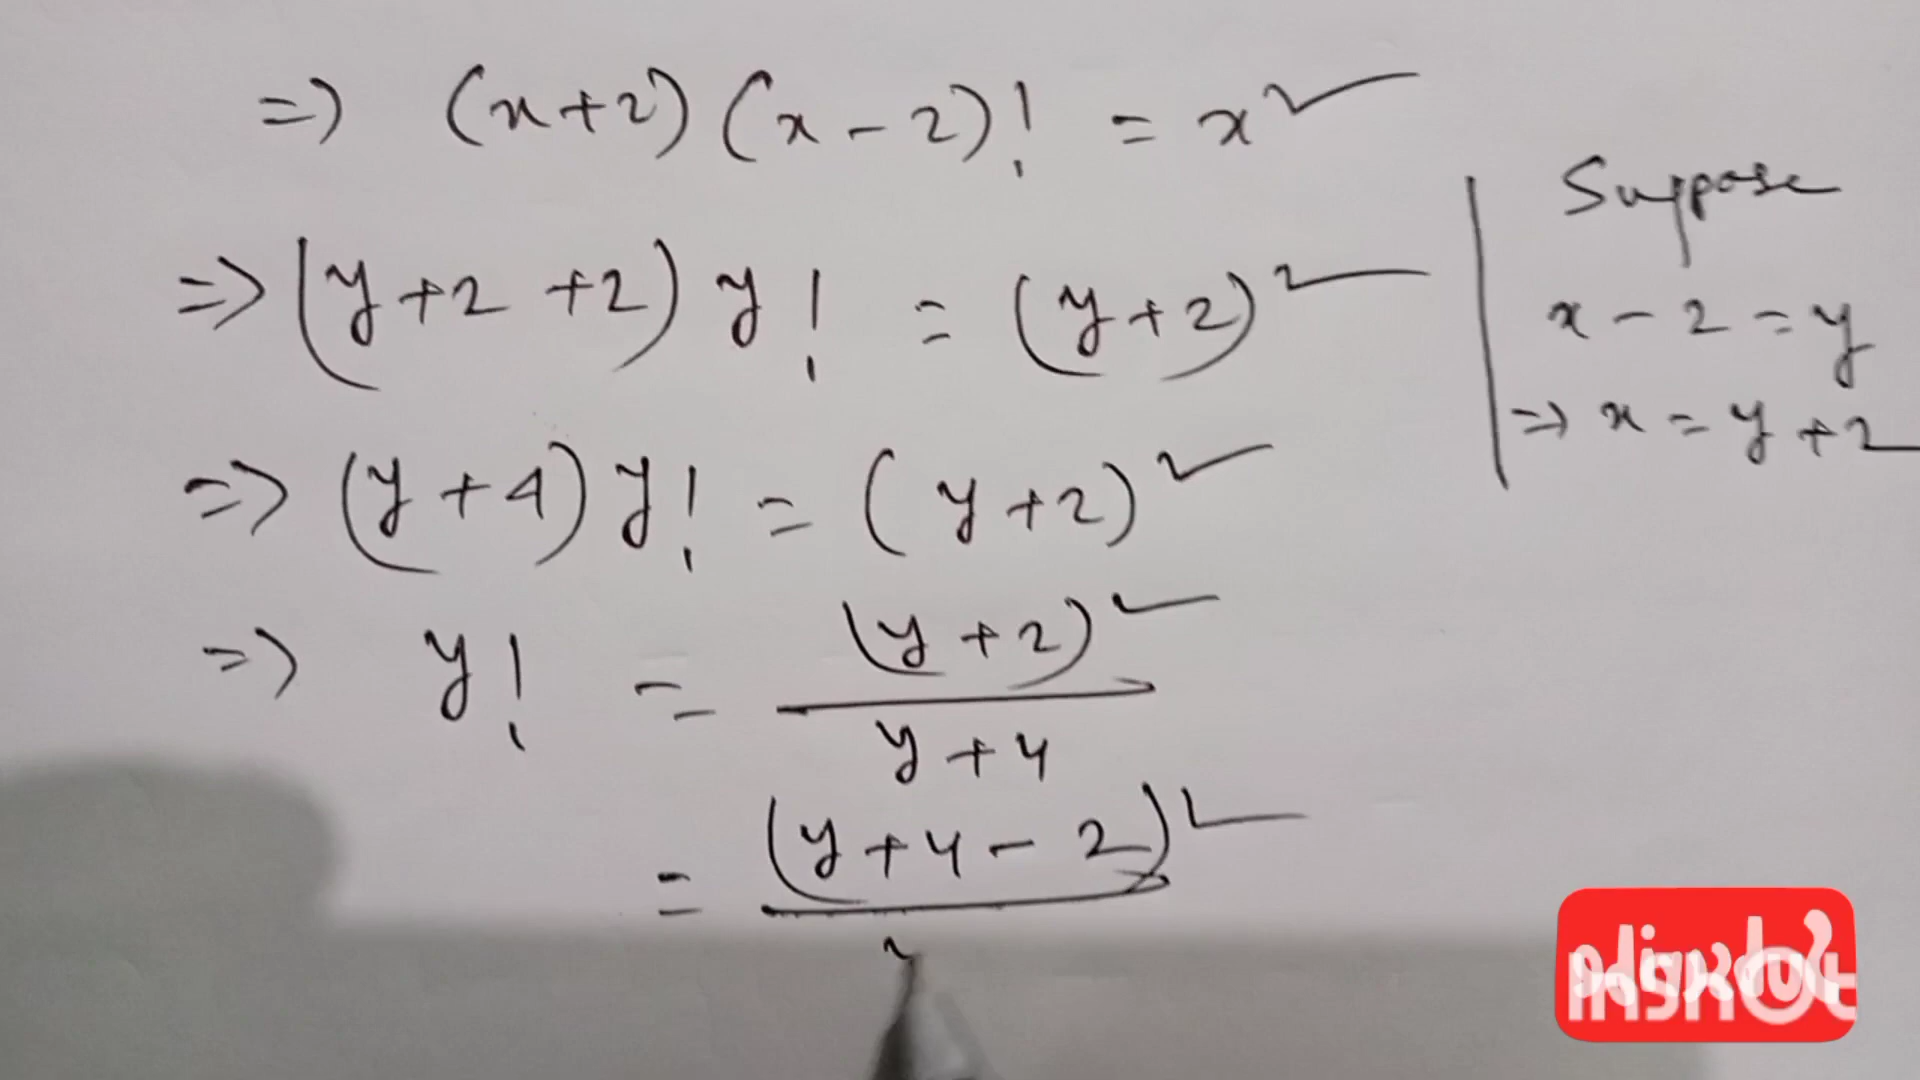 => (x+2) (x-2)! = x²
Suppose
=> (y+2+2) y! = (y+2)²
x-2=y
=> x=y+2
=> (y+4) y! = (y+2)²
=> y! = (y+2)² / y+4
= (y+4-2)²